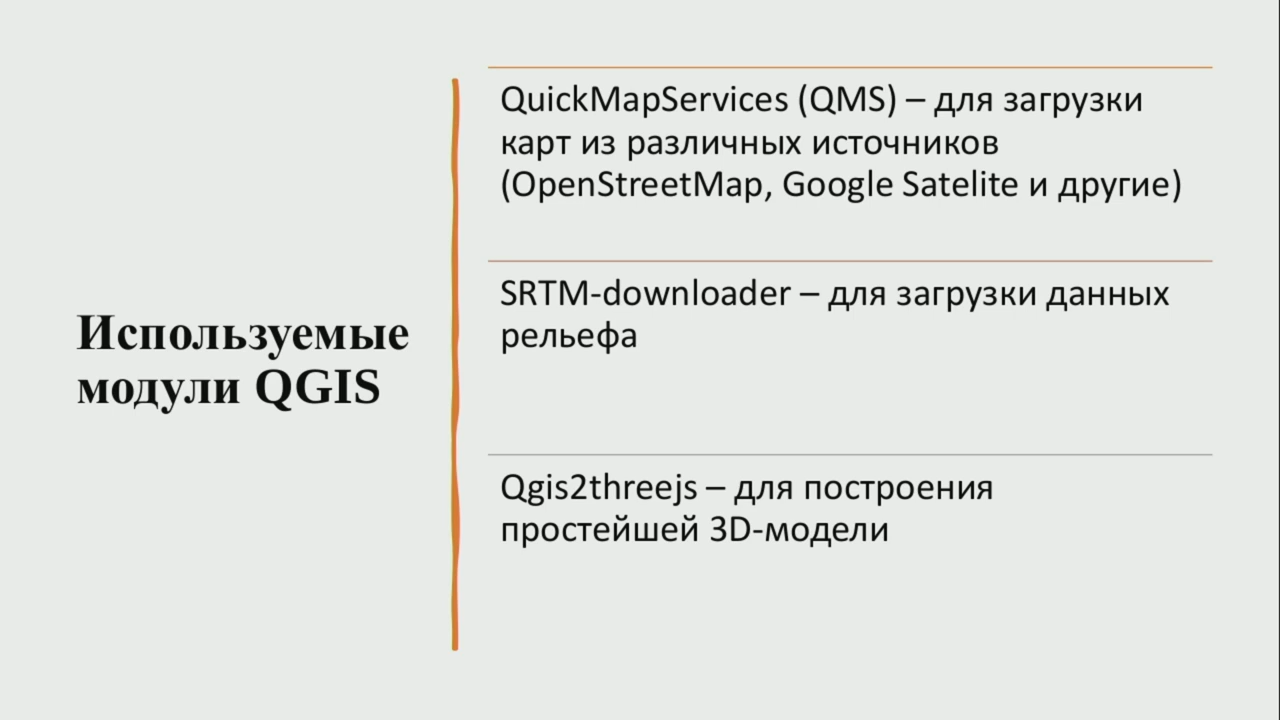 Используемые
модули QGIS
QuickMapServices (QMS) – для загрузки
карт из различных источников
(OpenStreetMap, Google Satelite и другие)
SRTM-downloader – для загрузки данных
рельефа
Qgis2threejs – для построения
простейшей 3D-модели